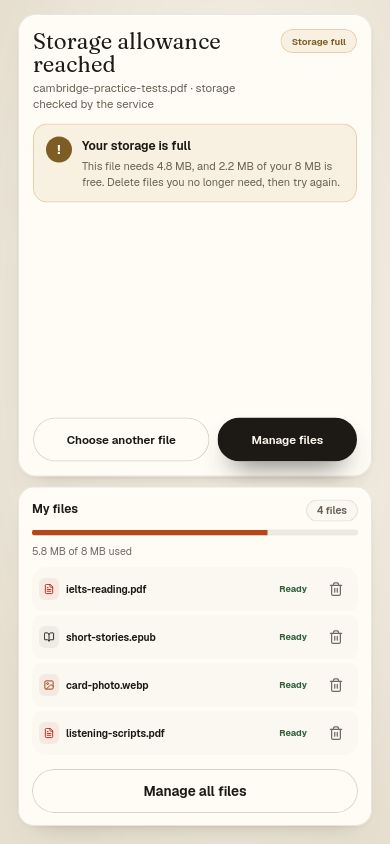 Storage allowance
reached
Storage full
cambridge-practice-tests.pdf · storage
checked by the service
!
Your storage is full
This file needs 4.8 MB, and 2.2 MB of your 8 MB is
free. Delete files you no longer need, then try again.
Choose another file
Manage files
My files
4 files
5.8 MB of 8 MB used
ielts-reading.pdf
Ready
short-stories.epub
Ready
card-photo.webp
Ready
listening-scripts.pdf
Ready
Manage all files